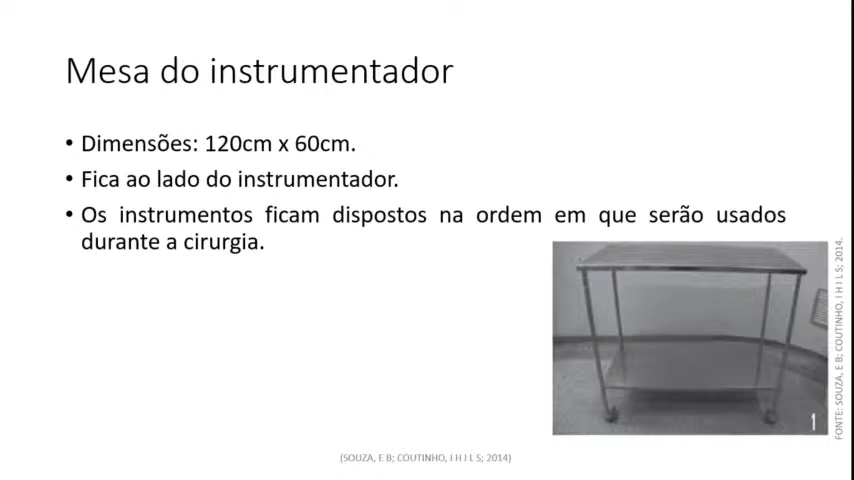 Mesa do instrumentador
• Dimensões: 120cm x 60cm.
• Fica ao lado do instrumentador.
• Os instrumentos ficam dispostos na ordem em que serão usados
durante a cirurgia.
1
FONTE: SOUZA, E B; COUTINHO, I H I L S; 2014.
(SOUZA, E B; COUTINHO, I H I L S; 2014)